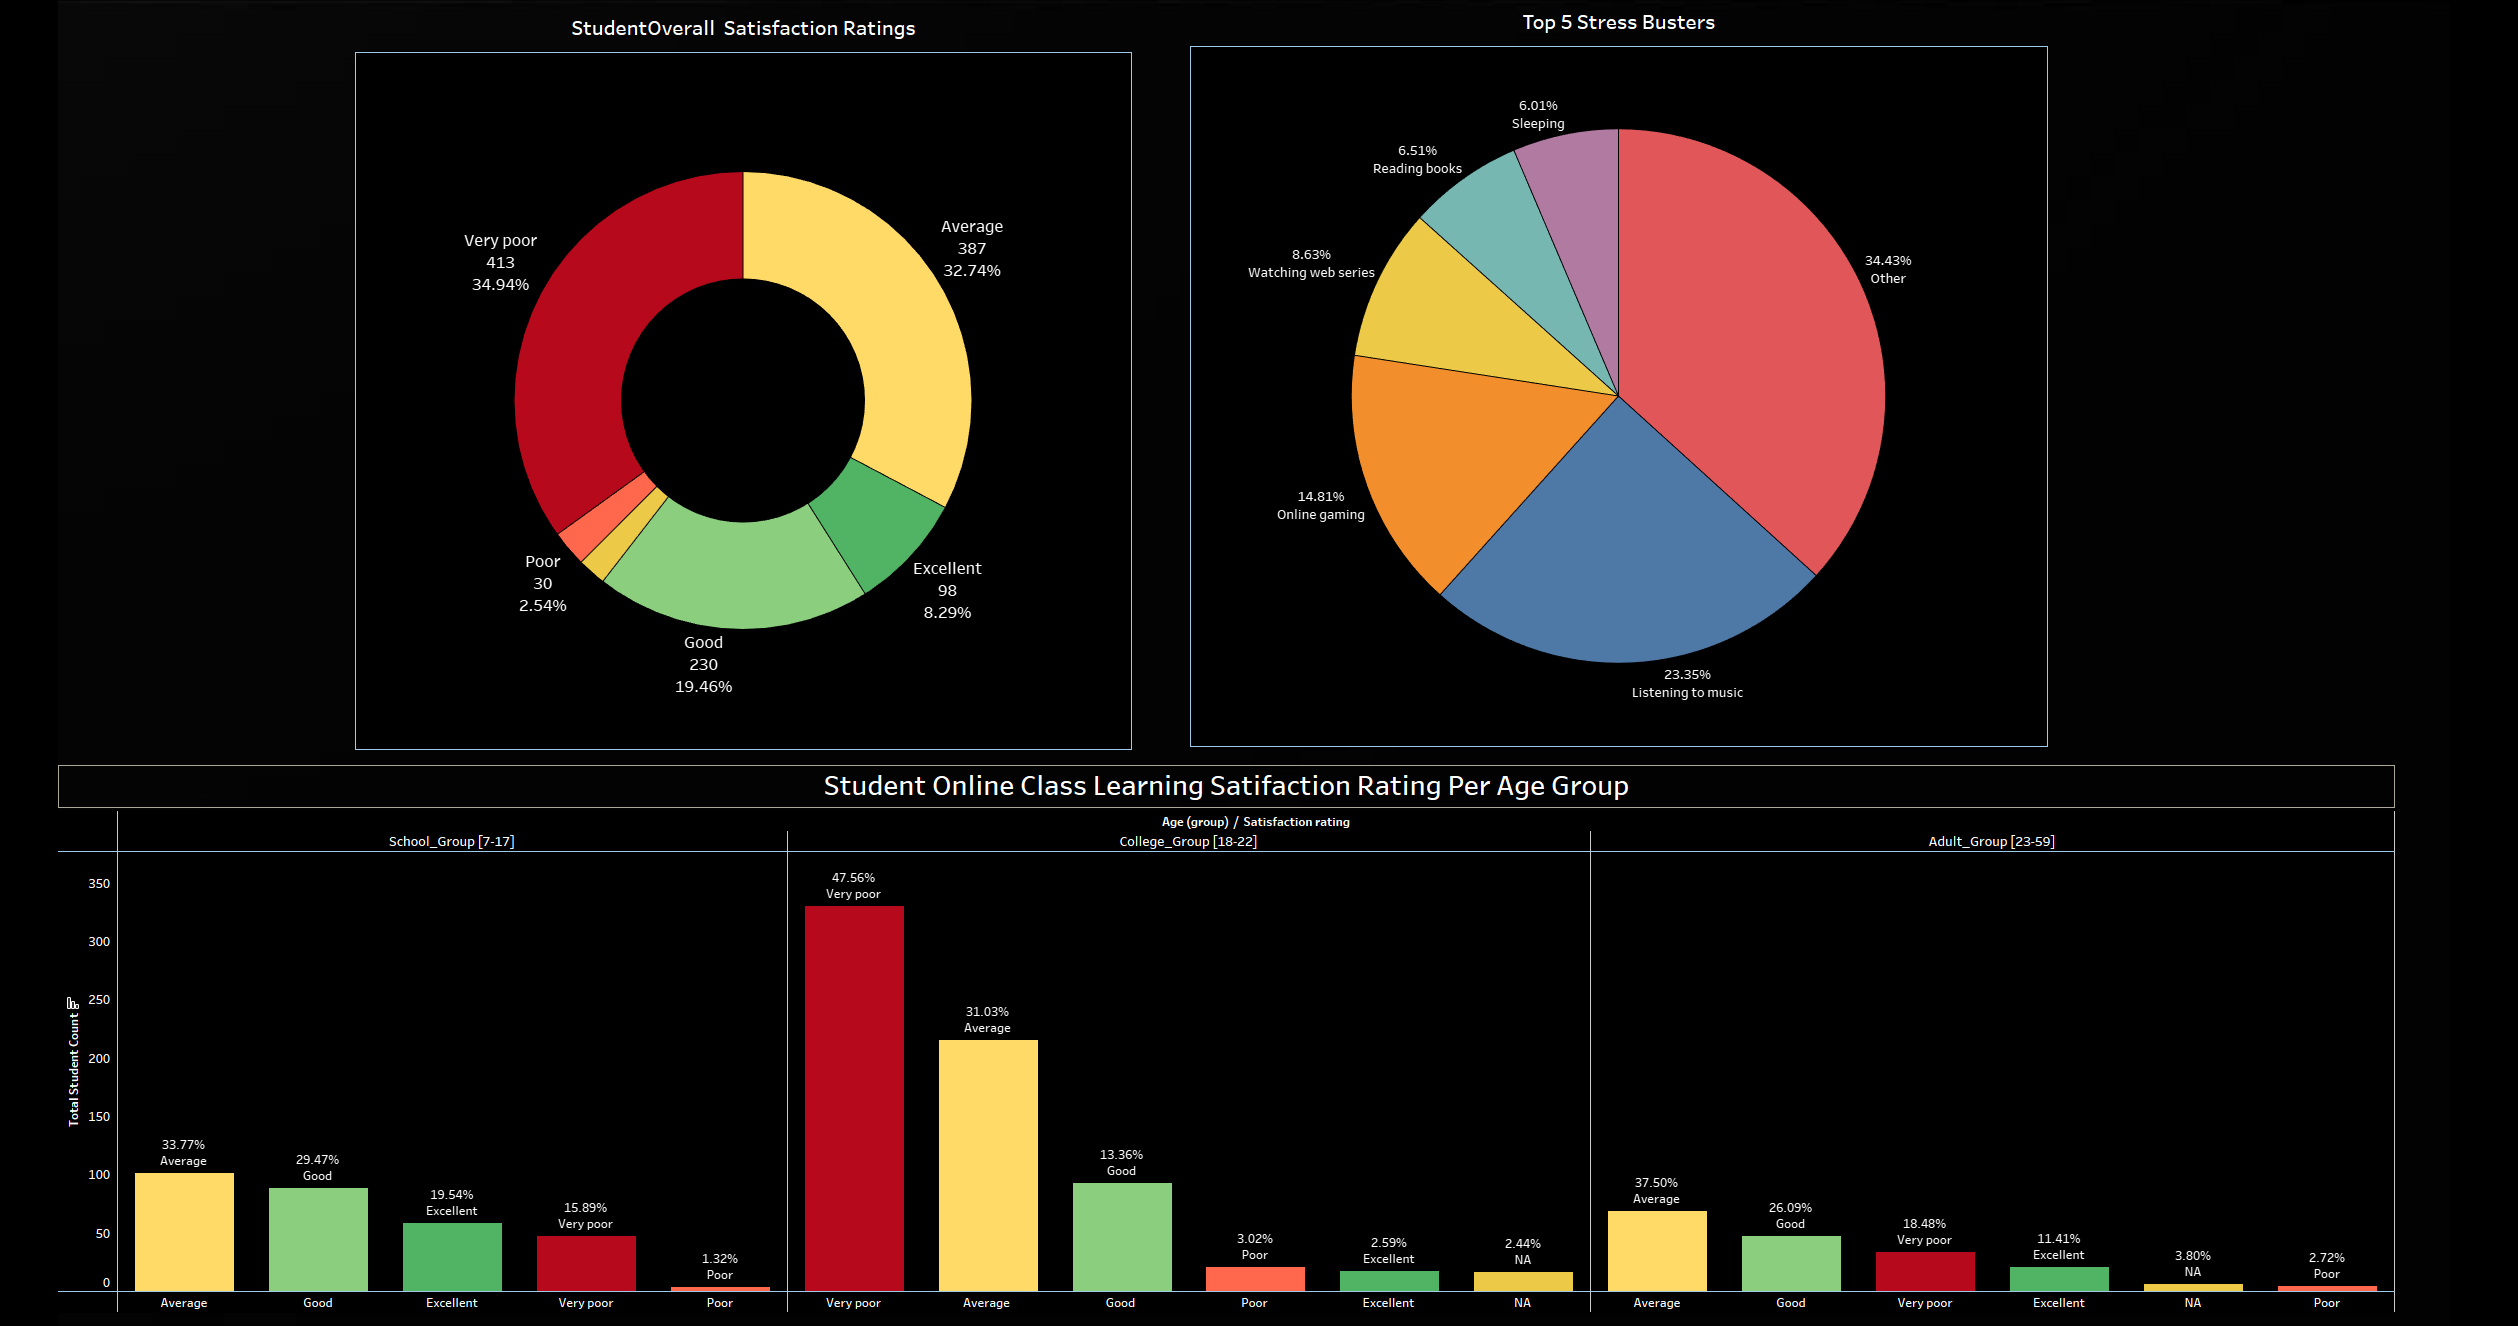 StudentOverall  Satisfaction Ratings
Average
387
32.74%
Very poor
413
34.94%
Poor
30
2.54%
Excellent
98
8.29%
Good
230
19.46%
Top 5 Stress Busters
6.01%
Sleeping
6.51%
Reading books
8.63%
Watching web series
34.43%
Other
14.81%
Online gaming
23.35%
Listening to music
Student Online Class Learning Satifaction Rating Per Age Group
Age (group) / Satisfaction rating
School_Group [7-17]
College_Group [18-22]
Adult_Group [23-59]
Total Student Count
350
300
250
200
150
100
50
0
33.77%
Average
29.47%
Good
19.54%
Excellent
15.89%
Very poor
1.32%
Poor
47.56%
Very poor
31.03%
Average
13.36%
Good
3.02%
Poor
2.59%
Excellent
2.44%
NA
37.50%
Average
26.09%
Good
18.48%
Very poor
11.41%
Excellent
3.80%
NA
2.72%
Poor
Average
Good
Excellent
Very poor
Poor
Very poor
Average
Good
Poor
Excellent
NA
Average
Good
Very poor
Excellent
NA
Poor